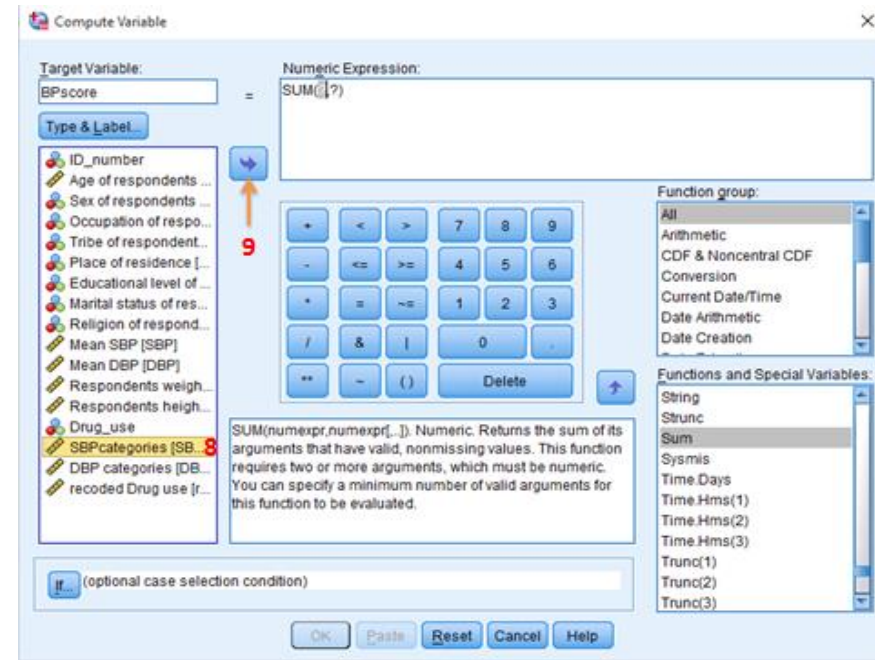 Compute Variable
Target Variable:
BPscore
=
Numeric Expression:
SUM(?,?)
Type & Label...
ID_number
Age of respondents ...
Sex of respondents ...
Occupation of respo...
Tribe of respondent...
Place of residence [...
Educational level of ...
Marital status of res...
Religion of respond...
Mean SBP [SBP]
Mean DBP [DBP]
Respondents weigh...
Respondents heigh...
Drug_use
SBPcategories [SB... 8
DBP categories [DB...
recoded Drug use [r...
9
+ < > 7 8 9
- <= >= 4 5 6
* = ~= 1 2 3
/ & | 0 .
** ~ ( ) Delete
SUM(numexpr,numexpr[,..]). Numeric. Returns the sum of its
arguments that have valid, nonmissing values. This function
requires two or more arguments, which must be numeric.
You can specify a minimum number of valid arguments for
this function to be evaluated.
Function group:
All
Arithmetic
CDF & Noncentral CDF
Conversion
Current Date/Time
Date Arithmetic
Date Creation
Functions and Special Variables:
String
Strunc
Sum
Sysmis
Time.Days
Time.Hms(1)
Time.Hms(2)
Time.Hms(3)
Trunc(1)
Trunc(2)
Trunc(3)
If... (optional case selection condition)
OK Paste Reset Cancel Help